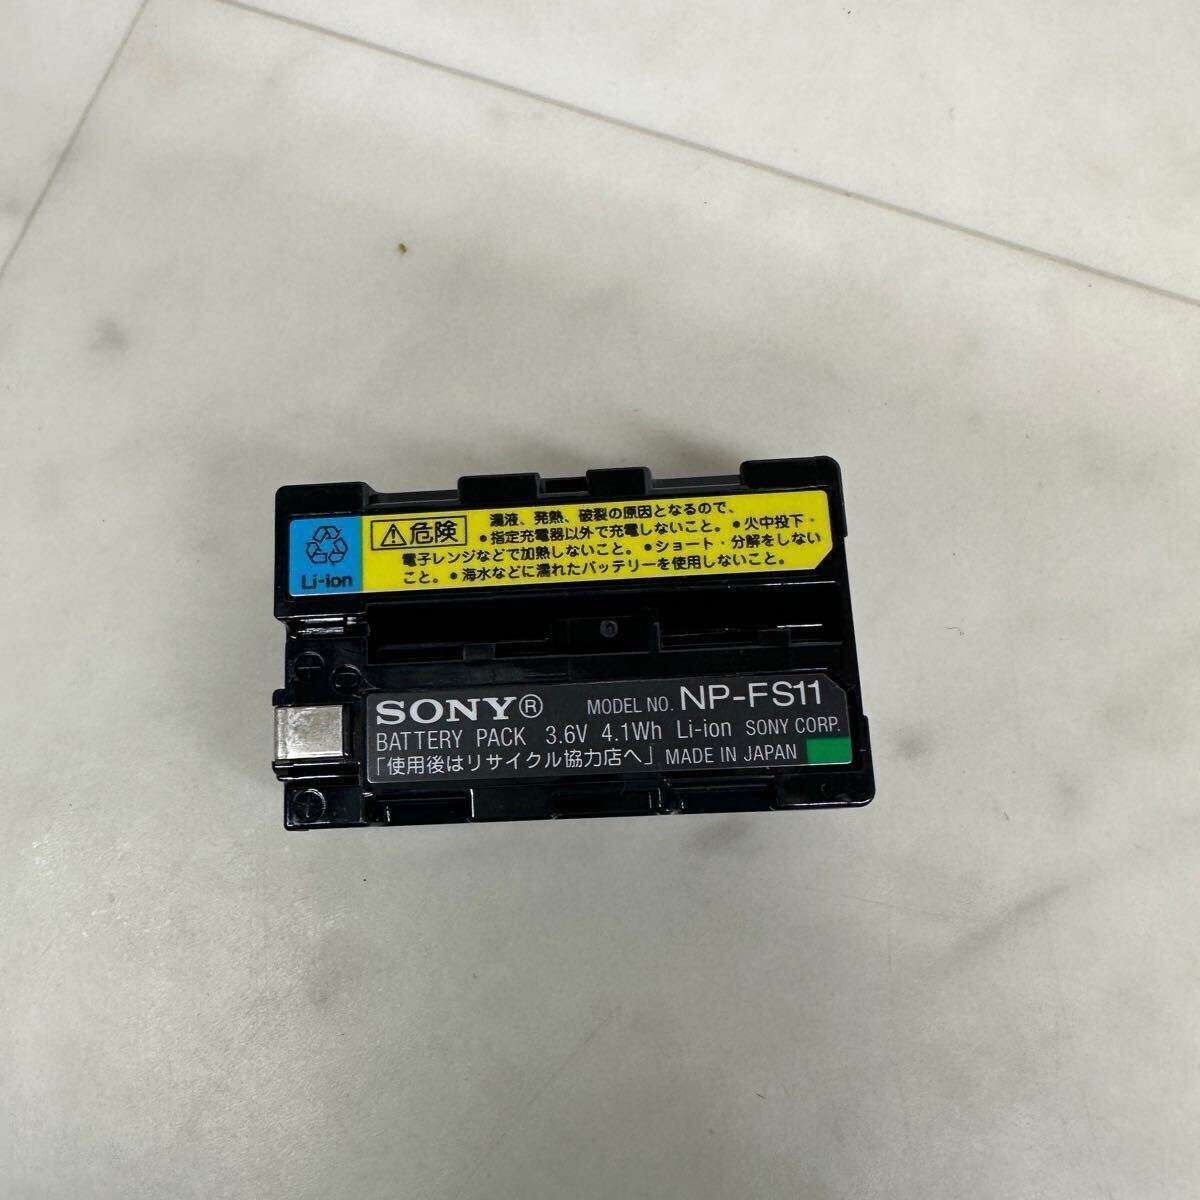 Li-ion
⚠危険 漏液、発熱、破裂の原因となるので、
●指定充電器以外で充電しないこと。●火中投下・
電子レンジなどで加熱しないこと。●ショート・分解をしない
こと。●海水などに濡れたバッテリーを使用しないこと。
SONY® MODEL NO. NP-FS11
BATTERY PACK 3.6V 4.1Wh Li-ion SONY CORP.
「使用後はリサイクル協力店へ」 MADE IN JAPAN